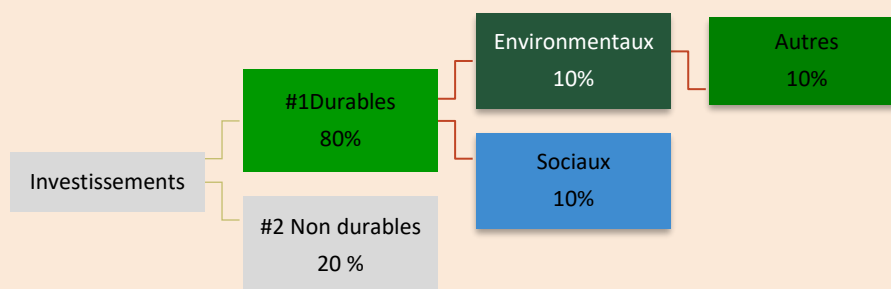 Investissements
#1Durables
80%
#2 Non durables
20 %
Environmentaux
10%
Sociaux
10%
Autres
10%